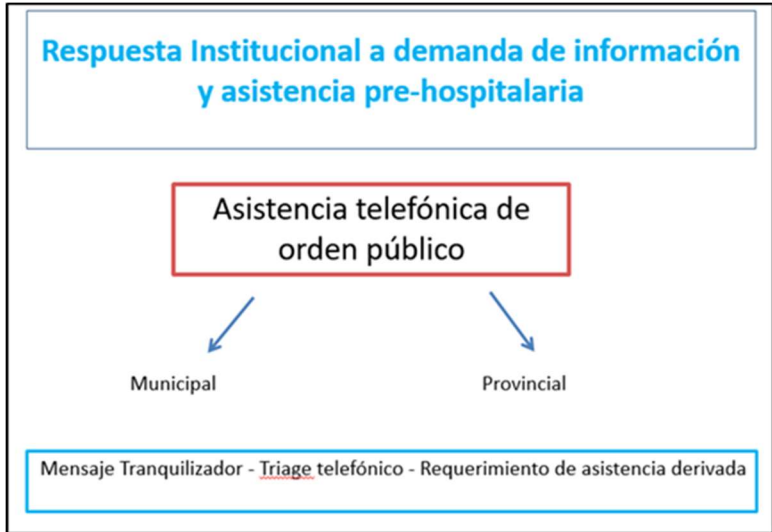 Respuesta Institucional a demanda de información
y asistencia pre-hospitalaria
Asistencia telefónica de
orden público
Municipal
Provincial
Mensaje Tranquilizador - Triage telefónico - Requerimiento de asistencia derivada